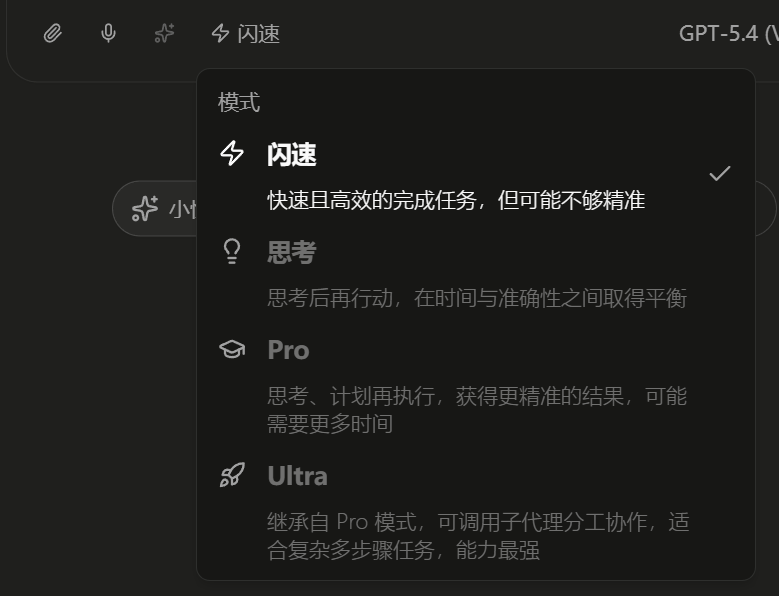 闪速
GPT-5.4 (V
模式
闪速
快速且高效的完成任务，但可能不够精准
小
思考
思考后再行动，在时间与准确性之间取得平衡
Pro
思考、计划再执行，获得更精准的结果，可能
需要更多时间
Ultra
继承自 Pro 模式，可调用子代理分工协作，适
合复杂多步骤任务，能力最强